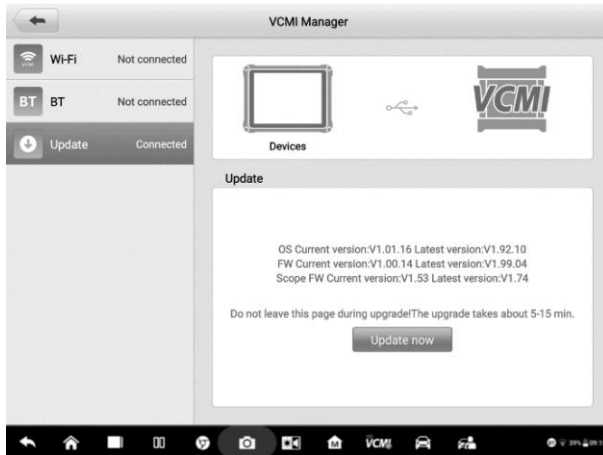 VCMI Manager
Wi-Fi Not connected
BT BT Not connected
Update Connected
VCMI
Devices
Update
OS Current version:V1.01.16 Latest version:V1.92.10
FW Current version:V1.00.14 Latest version:V1.99.04
Scope FW Current version:V1.53 Latest version:V1.74
Do not leave this page during upgrade!The upgrade takes about 5-15 min.
Update now
M
VCMI
39%